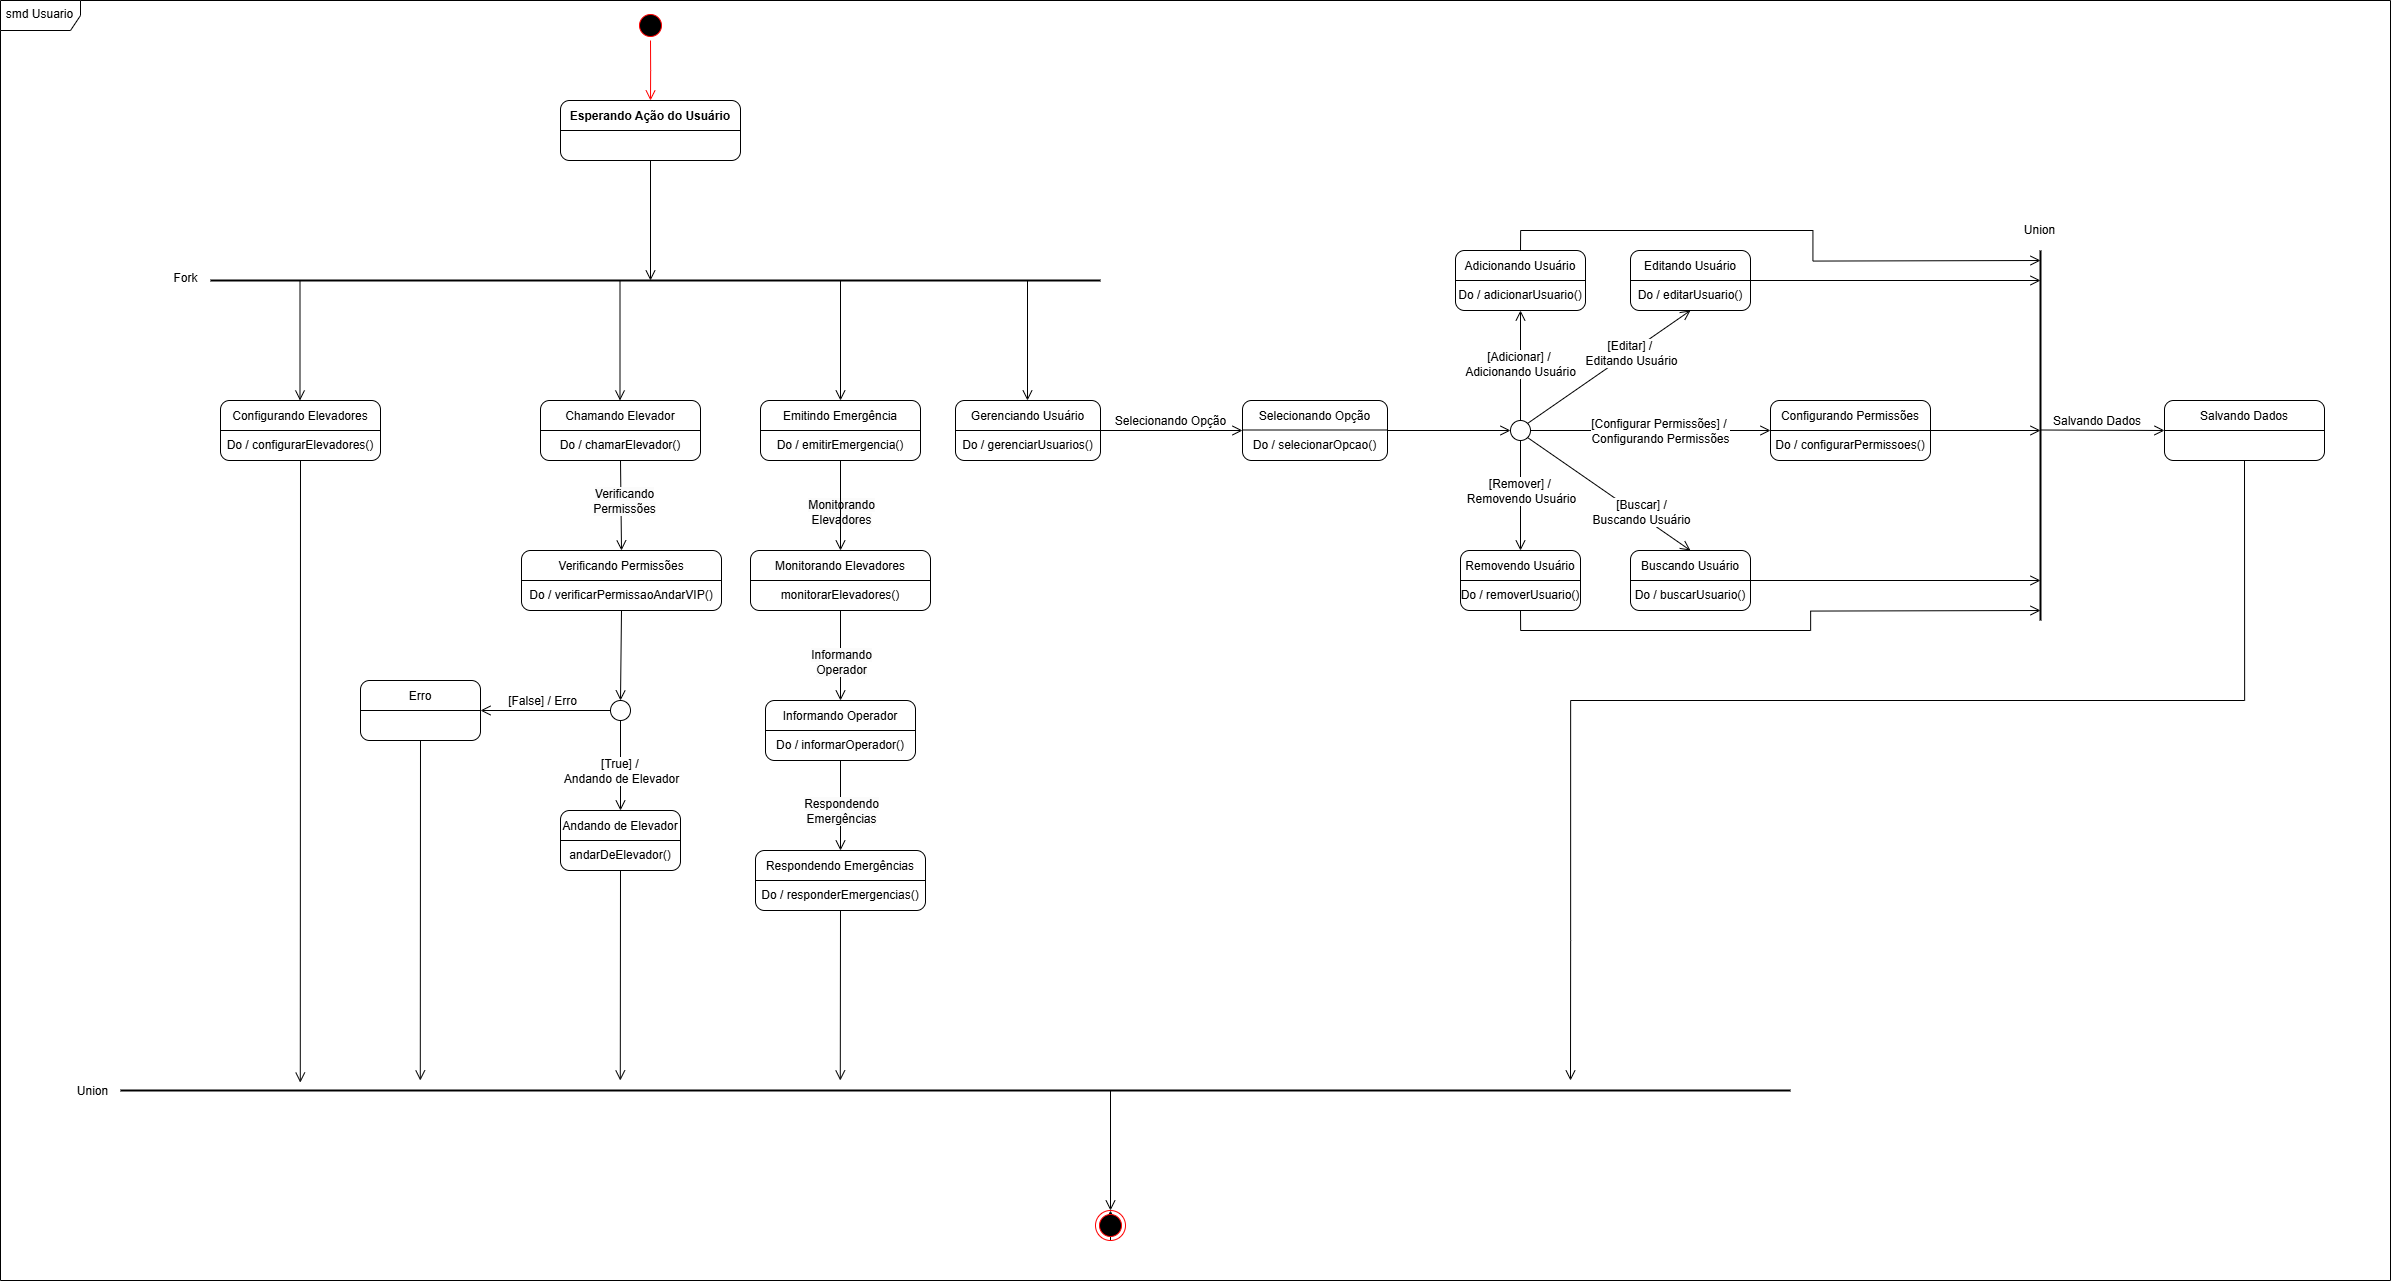 smd Usuario
Esperando Ação do Usuário
Fork
Union
Adicionando Usuário
Do / adicionarUsuario()
Editando Usuário
Do / editarUsuario()
[Adicionar] /
Adicionando Usuário
[Editar] /
Editando Usuário
Configurando Elevadores
Do / configurarElevadores()
Chamando Elevador
Do / chamarElevador()
Emitindo Emergência
Do / emitirEmergencia()
Gerenciando Usuário
Do / gerenciarUsuarios()
Selecionando Opção
Selecionando Opção
Do / selecionarOpcao()
[Configurar Permissões] /
Configurando Permissões
Configurando Permissões
Do / configurarPermissoes()
Salvando Dados
Salvando Dados
Verificando
Permissões
Monitorando
Elevadores
[Remover] /
Removendo Usuário
[Buscar] /
Buscando Usuário
Verificando Permissões
Do / verificarPermissaoAndarVIP()
Monitorando Elevadores
monitorarElevadores()
Removendo Usuário
Do / removerUsuario()
Buscando Usuário
Do / buscarUsuario()
Informando
Operador
Erro
[False] / Erro
Informando Operador
Do / informarOperador()
[True] /
Andando de Elevador
Respondendo
Emergências
Andando de Elevador
andarDeElevador()
Respondendo Emergências
Do / responderEmergencias()
Union